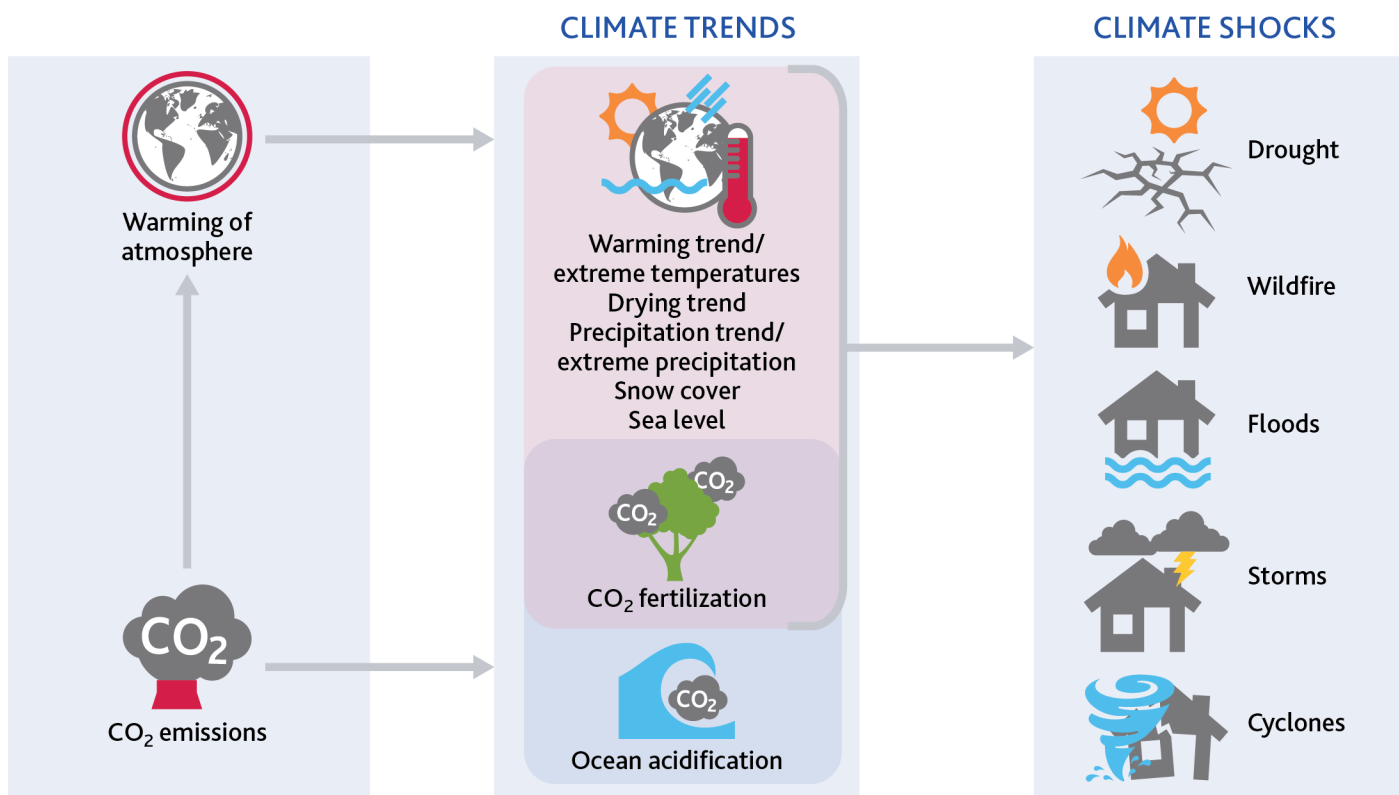 CLIMATE TRENDS
CLIMATE SHOCKS
Warming of
atmosphere
CO₂
CO₂ emissions
Warming trend/
extreme temperatures
Drying trend
Precipitation trend/
extreme precipitation
Snow cover
Sea level
CO₂
CO₂
CO₂ fertilization
CO₂
Ocean acidification
Drought
Wildfire
Floods
Storms
Cyclones